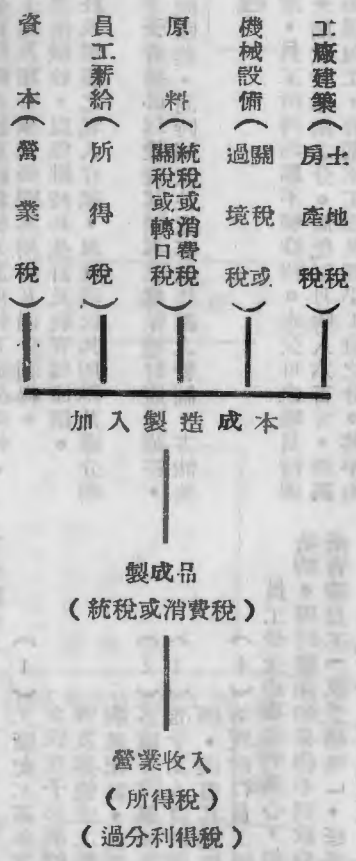 工廠建築（土地稅房產稅）
機械設備（關稅或過境稅）
原料（統稅或消費稅關稅或轉口稅）
員工薪給（所得稅）
資本（營業稅）
加入製造成本
製成品
（統稅或消費稅）
營業收入
（所得稅）
（過分利得稅）